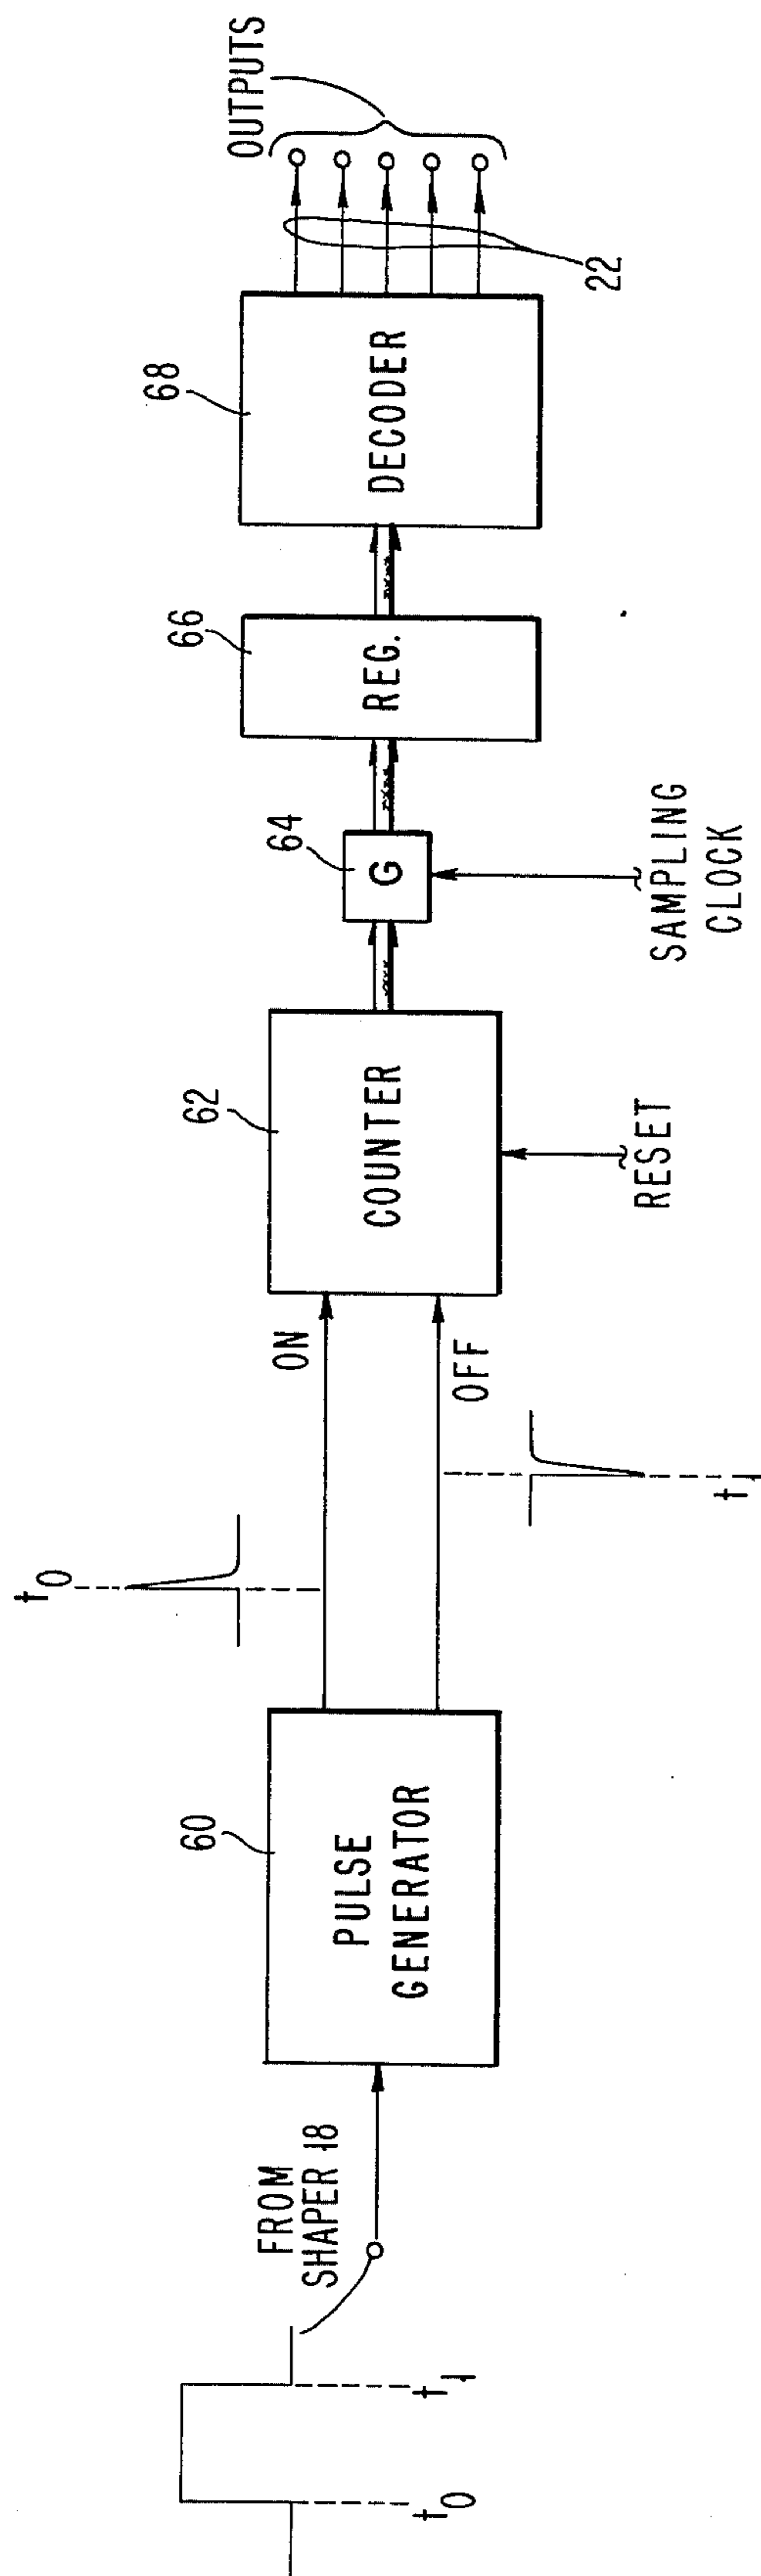 t0
t1
FROM
SHAPER 18
60
PULSE
GENERATOR
t0
t1
ON
OFF
62
COUNTER
RESET
64
G
SAMPLING
CLOCK
66
REG.
68
DECODER
22
OUTPUTS